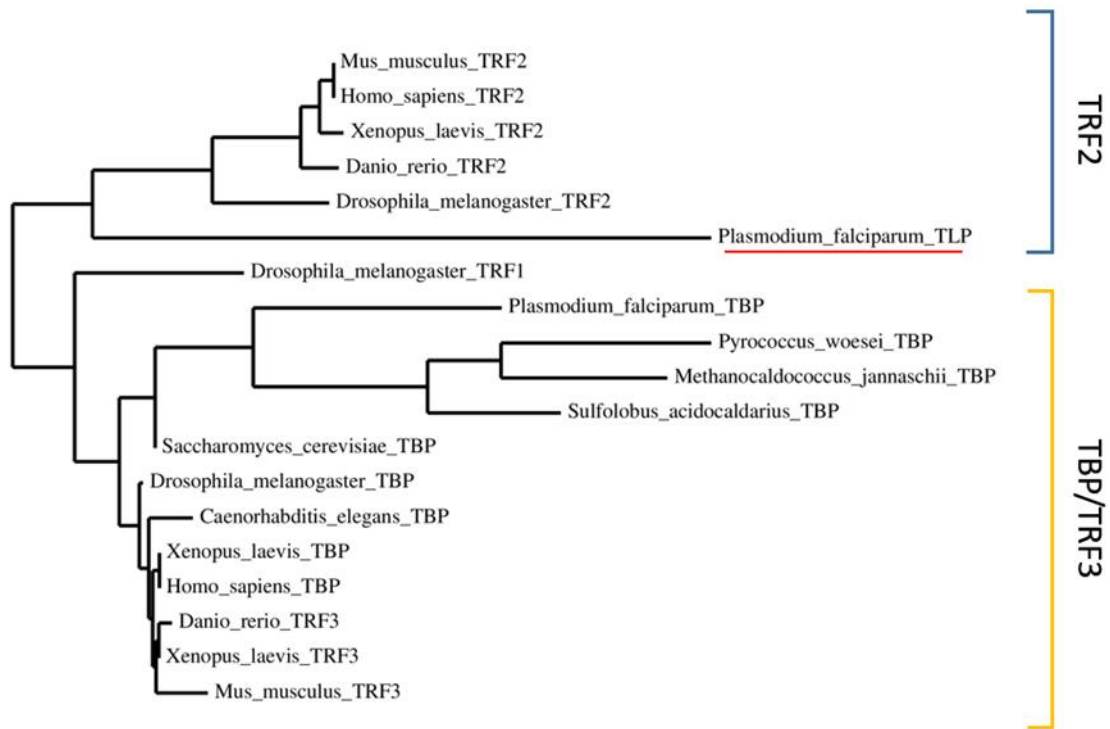 Mus_musculus_TRF2
Homo_sapiens_TRF2
Xenopus_laevis_TRF2
Danio_rerio_TRF2
Drosophila_melanogaster_TRF2
Plasmodium_falciparum_TLP
TRF2
Drosophila_melanogaster_TRF1
Plasmodium_falciparum_TBP
Pyrococcus_woesei_TBP
Methanocaldococcus_jannaschii_TBP
Sulfolobus_acidocaldarius_TBP
Saccharomyces_cerevisiae_TBP
Drosophila_melanogaster_TBP
Caenorhabditis_elegans_TBP
Xenopus_laevis_TBP
Homo_sapiens_TBP
Danio_rerio_TRF3
Xenopus_laevis_TRF3
Mus_musculus_TRF3
TBP/TRF3